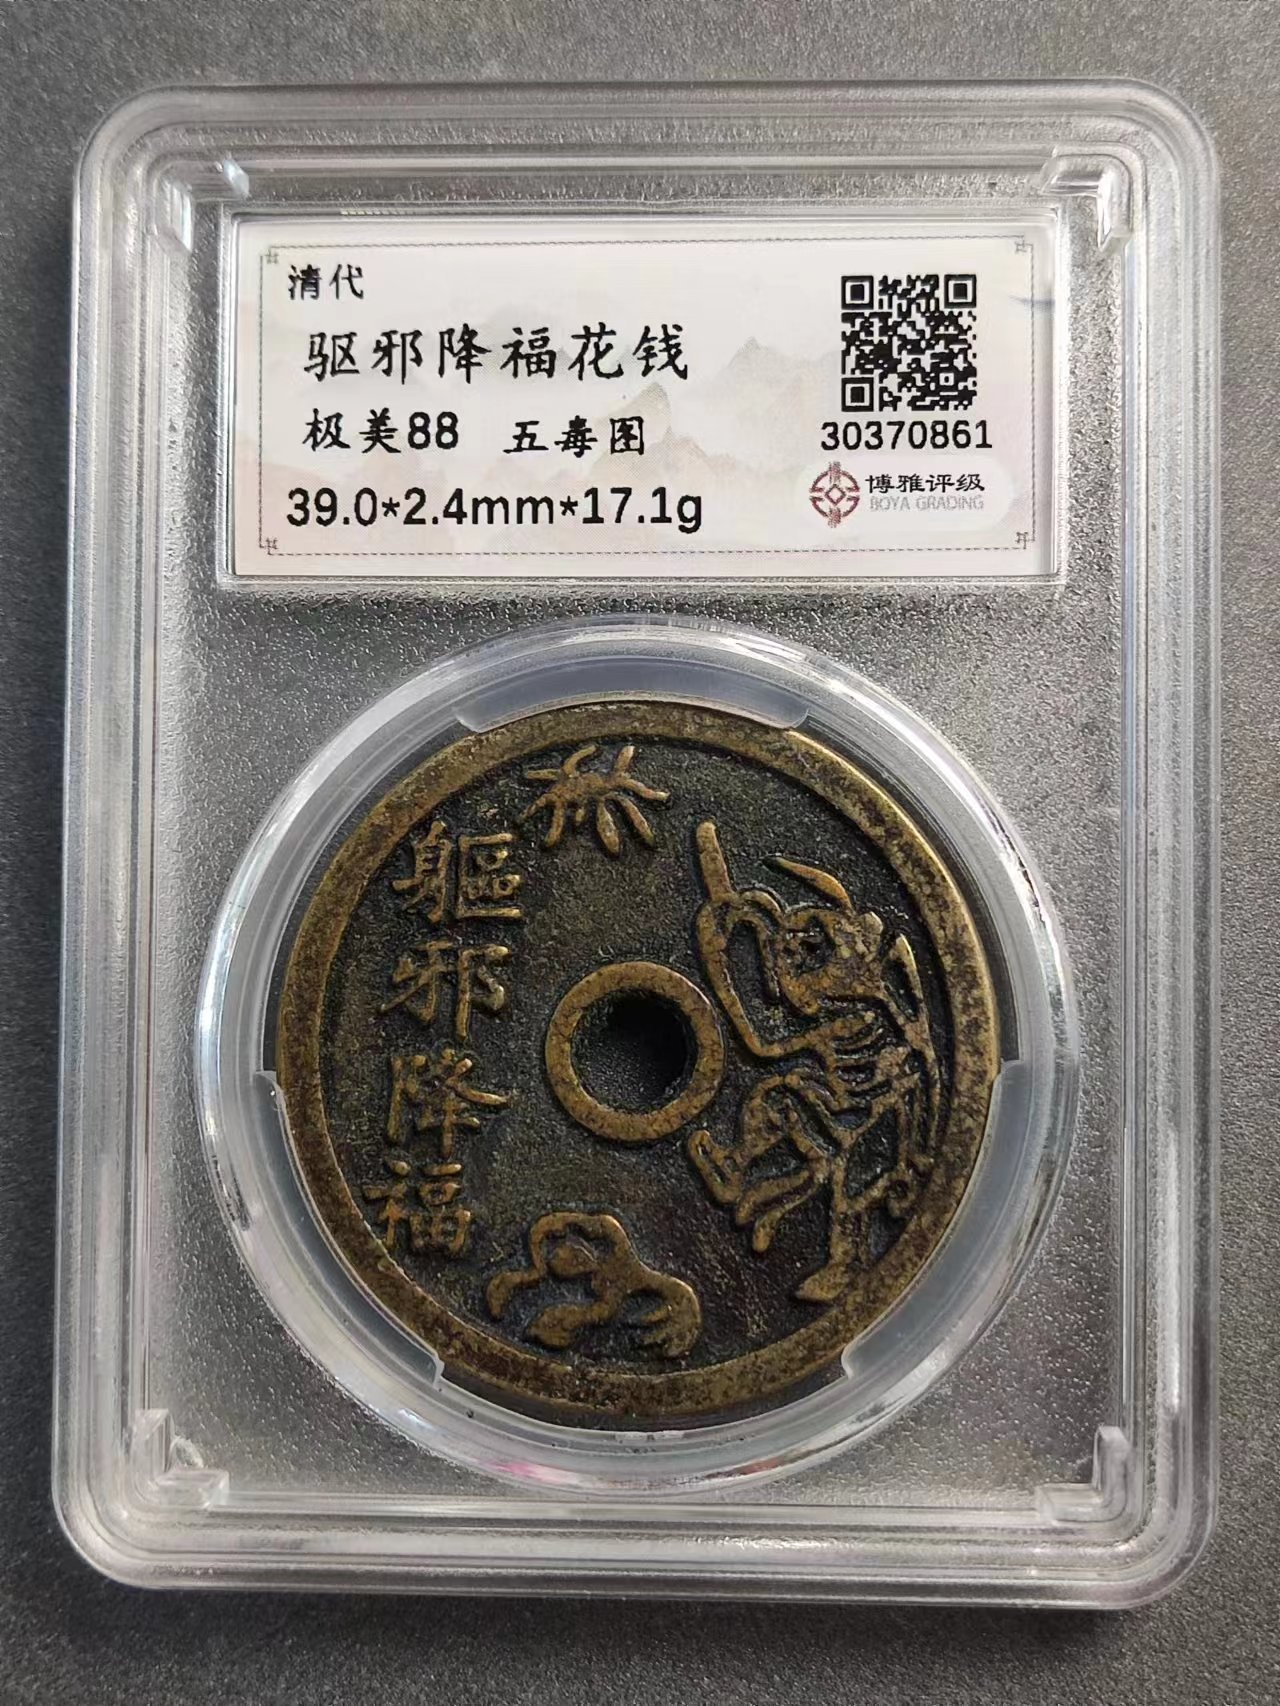 清代
驱邪降福花钱
极美88 五毒图
39.0*2.4mm*17.1g
30370861
博雅评级
BOYA GRADING
驅邪降福